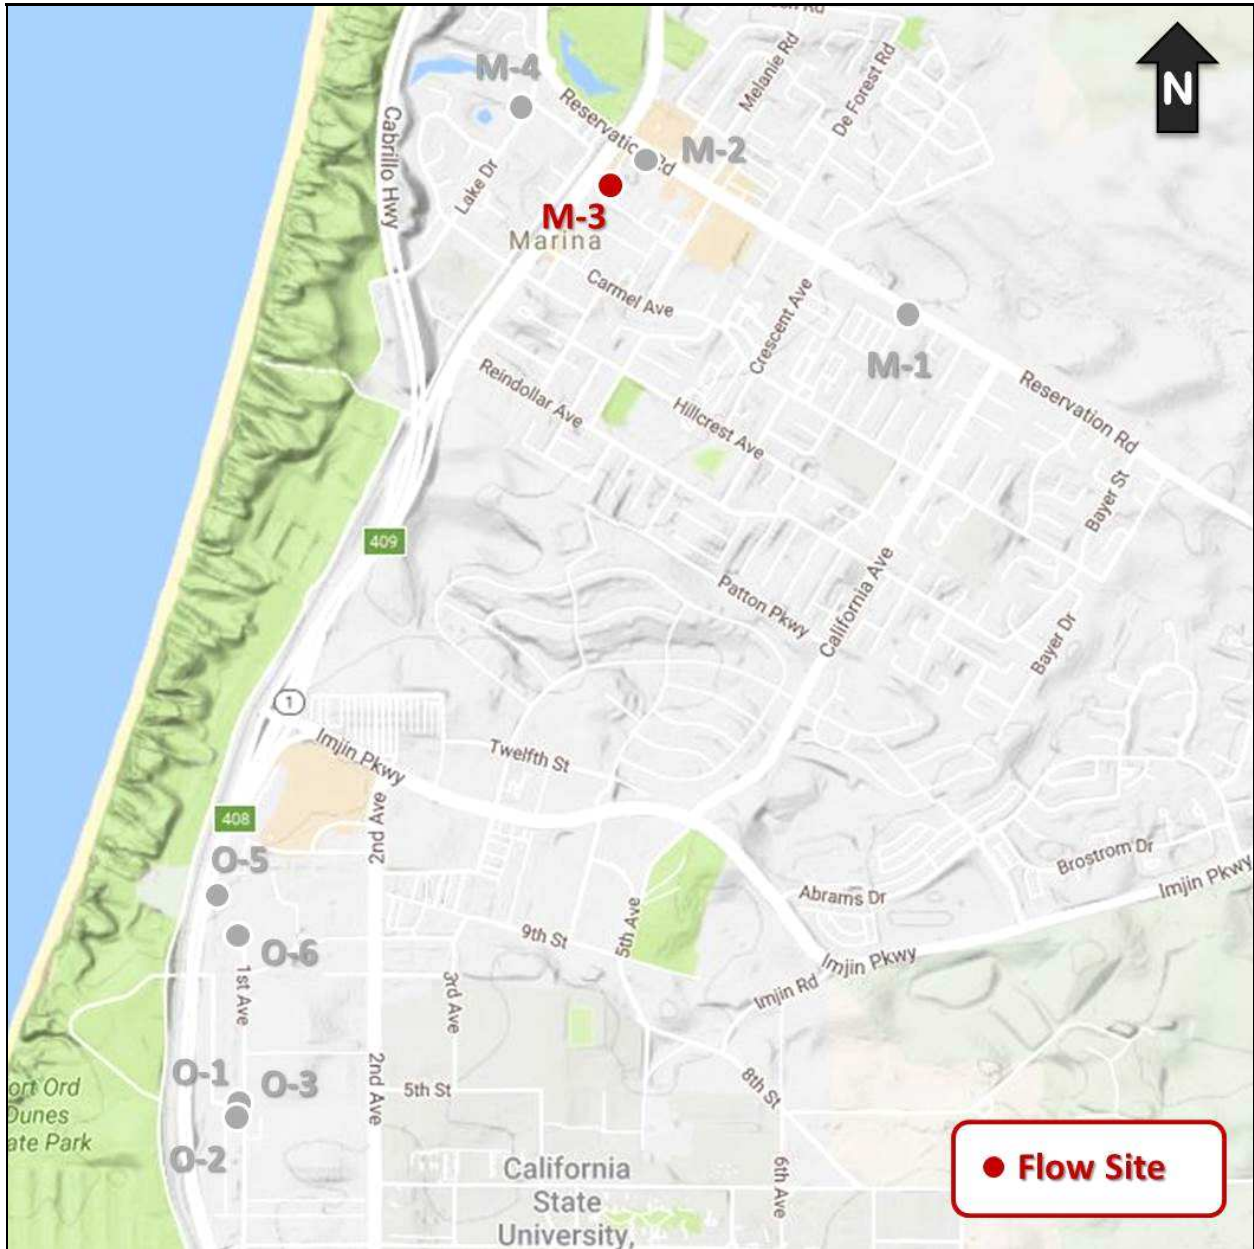 N
M-4
Melanie Rd
De Forest Rd
Cabrillo Hwy
Reservation Rd
M-2
Lake Dr
M-3
Marina
Carmel Ave
Crescent Ave
M-1
Reindollar Ave
Hillcrest Ave
Reservation Rd
Bayer St
409
Patton Pkwy
California Ave
Bayer Dr
1
Imjin Pkwy
Twelfth St
408
2nd Ave
O-5
Brostrom Dr
Abrams Dr
Imjin Pkwy
O-6
9th St
5th Ave
Imjin Pkwy
Imjin Rd
1st Ave
3rd Ave
O-1
O-3
2nd Ave
5th St
8th St
ort Ord
Dunes
ate Park
O-2
California
State
University,
6th Ave
Flow Site